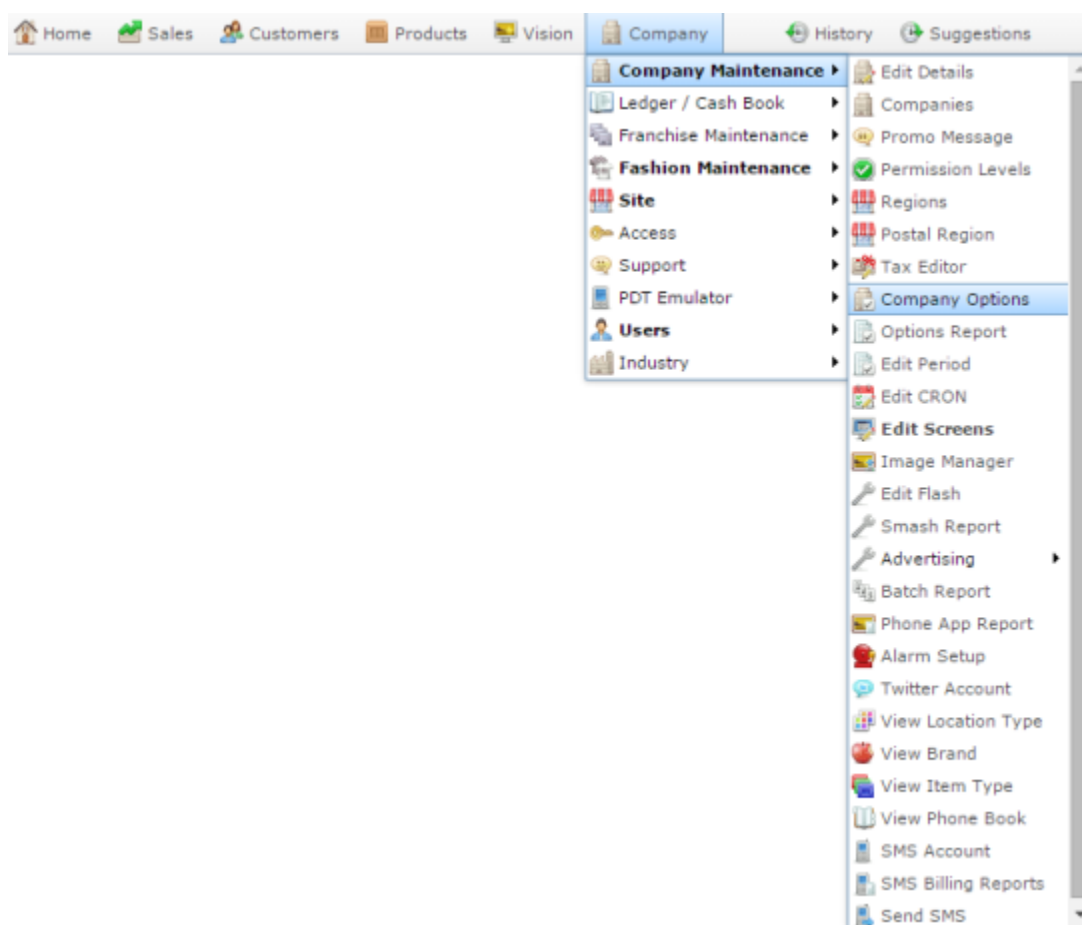 Home Sales Customers Products Vision Company History Suggestions
Company Maintenance
Ledger / Cash Book
Franchise Maintenance
Fashion Maintenance
Site
Access
Support
PDT Emulator
Users
Industry
Edit Details
Companies
Promo Message
Permission Levels
Regions
Postal Region
Tax Editor
Company Options
Options Report
Edit Period
Edit CRON
Edit Screens
Image Manager
Edit Flash
Smash Report
Advertising
Batch Report
Phone App Report
Alarm Setup
Twitter Account
View Location Type
View Brand
View Item Type
View Phone Book
SMS Account
SMS Billing Reports
Send SMS